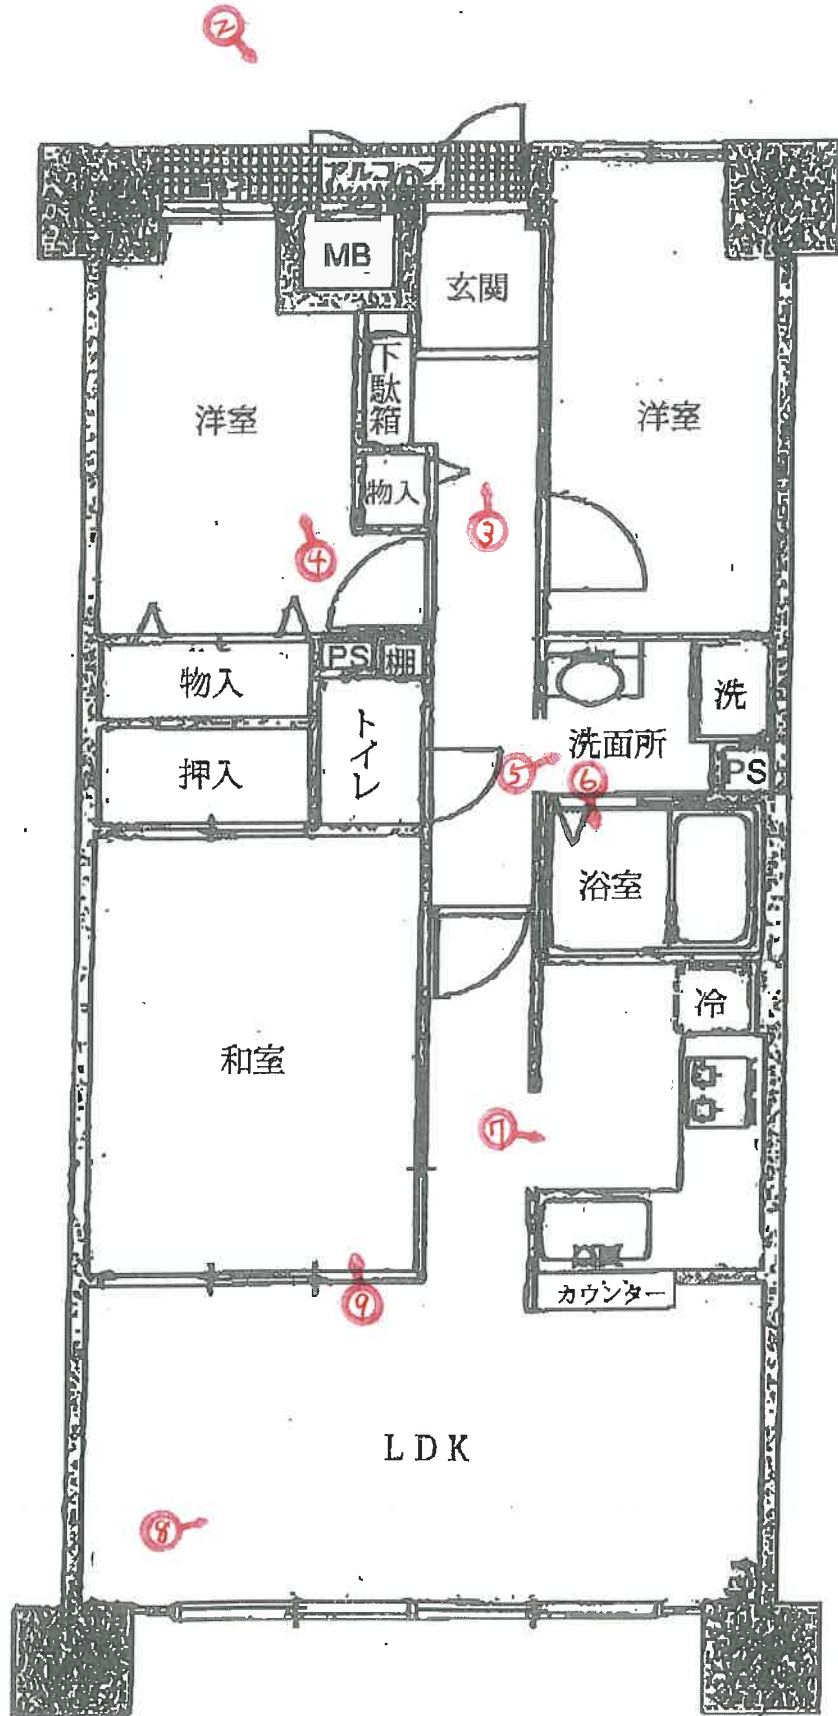 ②
アルコーブ
MB
玄関
下駄箱
洋室
洋室
物入
③
④
PS
棚
物入
洗
トイレ
洗面所
押入
⑤
⑥
PS
浴室
冷
和室
⑦
⑨
カウンター
LDK
⑧